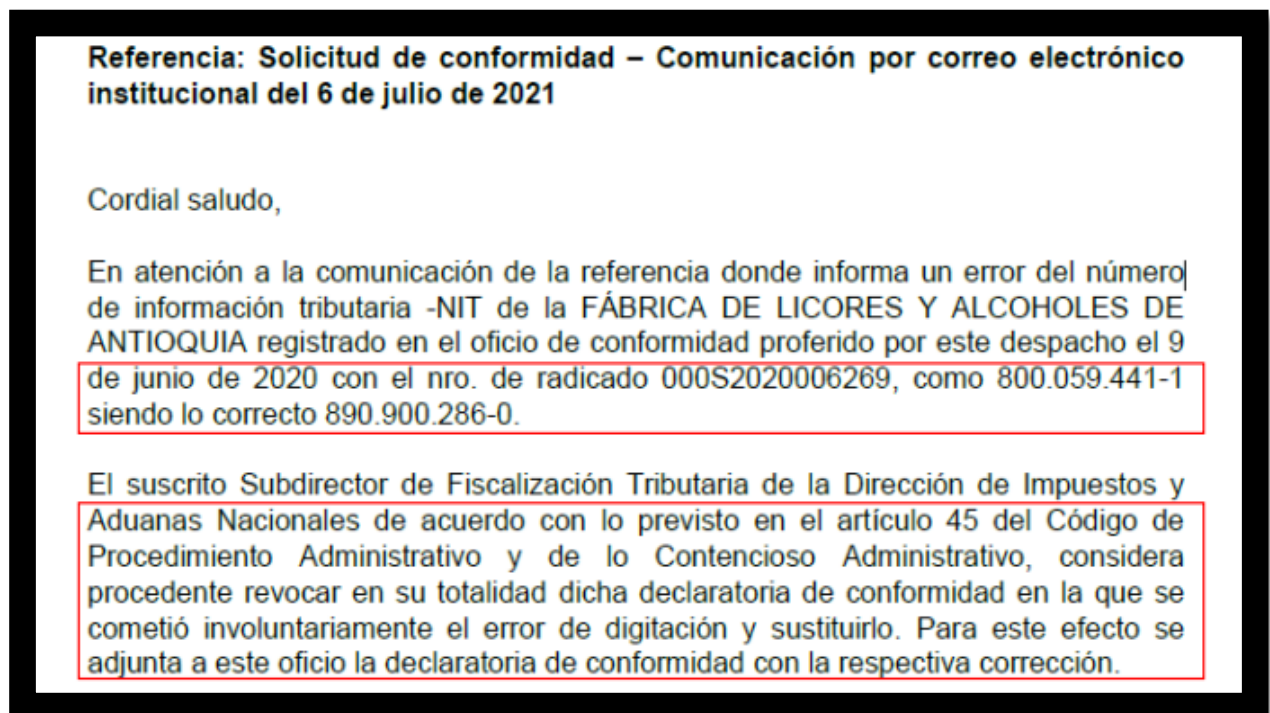 Referencia: Solicitud de conformidad – Comunicación por correo electrónico
institucional del 6 de julio de 2021
Cordial saludo,
En atención a la comunicación de la referencia donde informa un error del número
de información tributaria -NIT de la FÁBRICA DE LICORES Y ALCOHOLES DE
ANTIOQUIA registrado en el oficio de conformidad proferido por este despacho el 9
de junio de 2020 con el nro. de radicado 000S2020006269, como 800.059.441-1
siendo lo correcto 890.900.286-0.
El suscrito Subdirector de Fiscalización Tributaria de la Dirección de Impuestos y
Aduanas Nacionales de acuerdo con lo previsto en el artículo 45 del Código de
Procedimiento Administrativo y de lo Contencioso Administrativo, considera
procedente revocar en su totalidad dicha declaratoria de conformidad en la que se
cometió involuntariamente el error de digitación y sustituirlo. Para este efecto se
adjunta a este oficio la declaratoria de conformidad con la respectiva corrección.